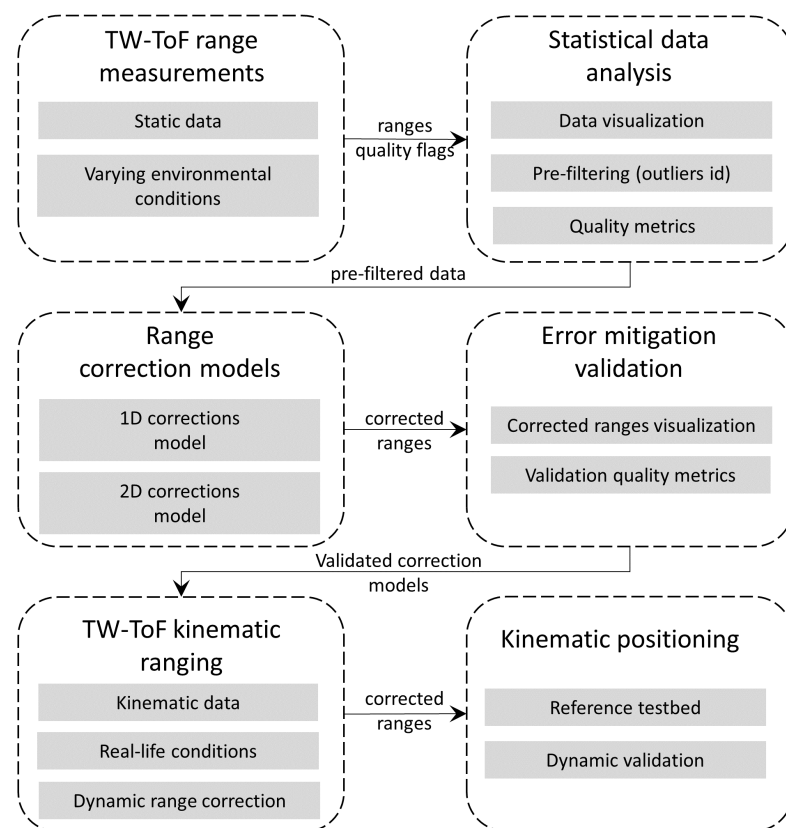 TW-ToF range
measurements
Static data
Varying environmental
conditions
ranges
quality flags
Statistical data
analysis
Data visualization
Pre-filtering (outliers id)
Quality metrics
pre-filtered data
Range
correction models
1D corrections
model
2D corrections
model
corrected
ranges
Error mitigation
validation
Corrected ranges visualization
Validation quality metrics
Validated correction
models
TW-ToF kinematic
ranging
Kinematic data
Real-life conditions
Dynamic range correction
corrected
ranges
Kinematic positioning
Reference testbed
Dynamic validation